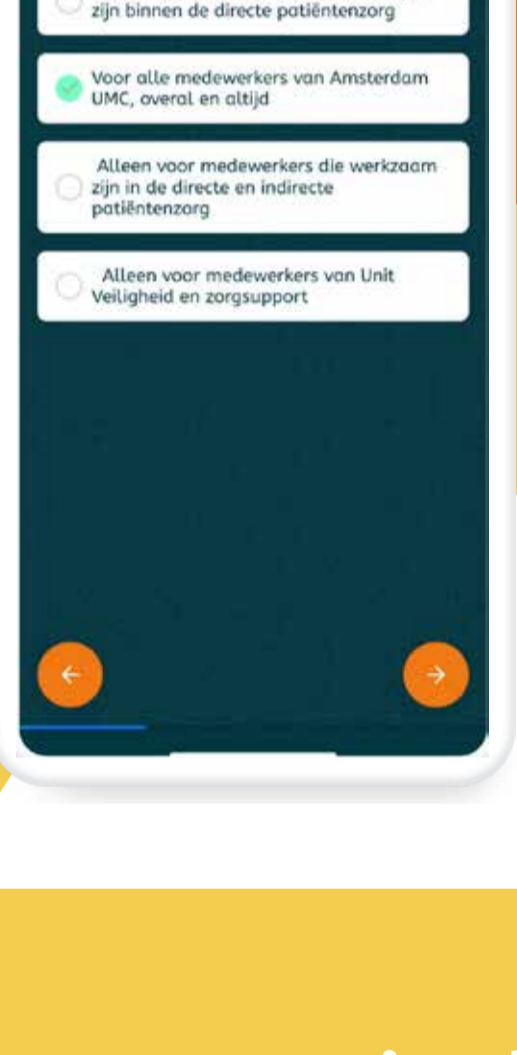 zijn binnen de directe patiëntenzorg
Voor alle medewerkers van Amsterdam
UMC, overal en altijd
Alleen voor medewerkers die werkzaam
zijn in de directe en indirecte
patiëntenzorg
Alleen voor medewerkers van Unit
Veiligheid en zorgsupport